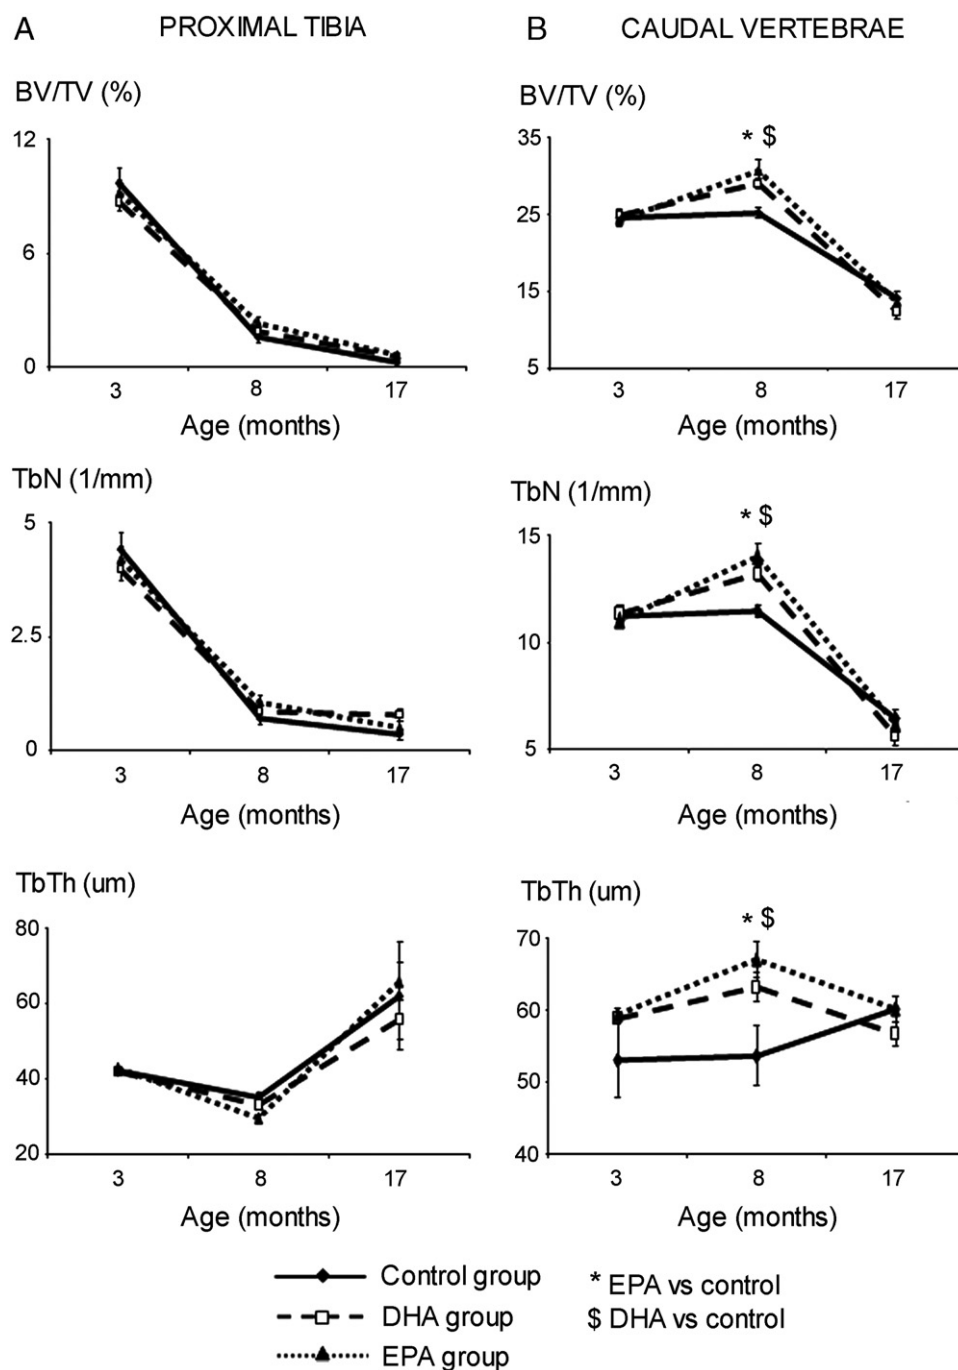 A PROXIMAL TIBIA
B CAUDAL VERTEBRAE
BV/TV (%)
12
6
0
3 8 17
Age (months)
BV/TV (%)
* $
35
25
15
5
3 8 17
Age (months)
TbN (1/mm)
5
2.5
0
3 8 17
Age (months)
TbN (1/mm)
* $
15
10
5
3 8 17
Age (months)
TbTh (um)
80
60
40
20
3 8 17
Age (months)
TbTh (um)
* $
70
60
50
40
3 8 17
Age (months)
Control group
DHA group
EPA group
* EPA vs control
$ DHA vs control